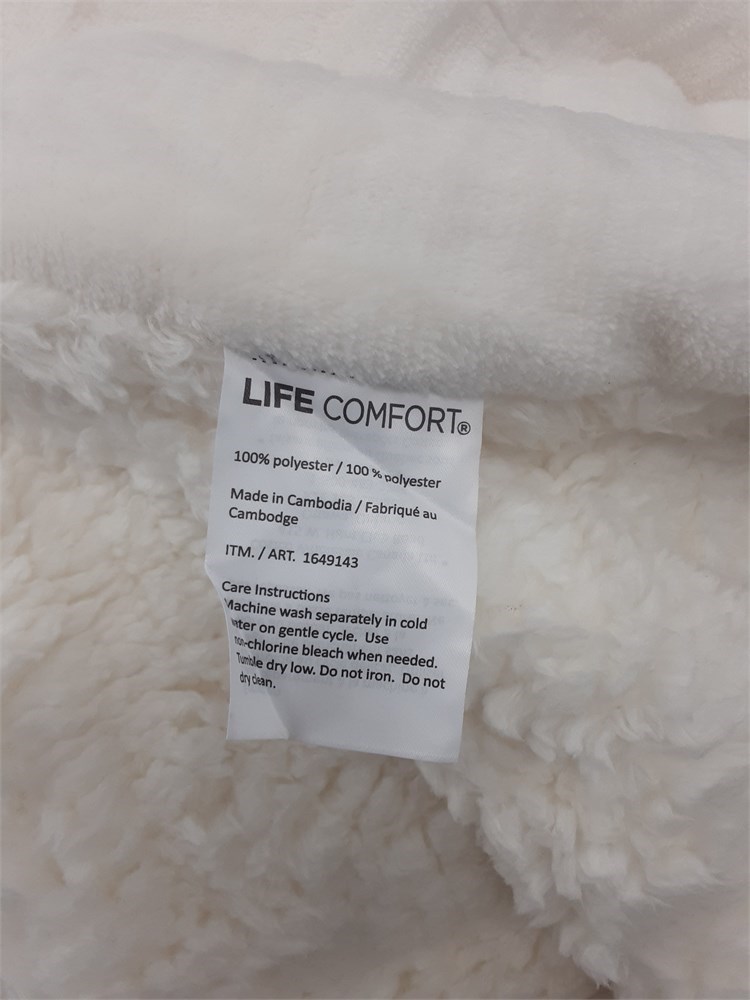 LIFE COMFORT®
100% polyester / 100 % polyester
Made in Cambodia / Fabriqué au
Cambodge
ITM. / ART. 1649143
Care Instructions
Machine wash separately in cold
water on gentle cycle. Use
non-chlorine bleach when needed.
Tumble dry low. Do not iron. Do not
dry clean.